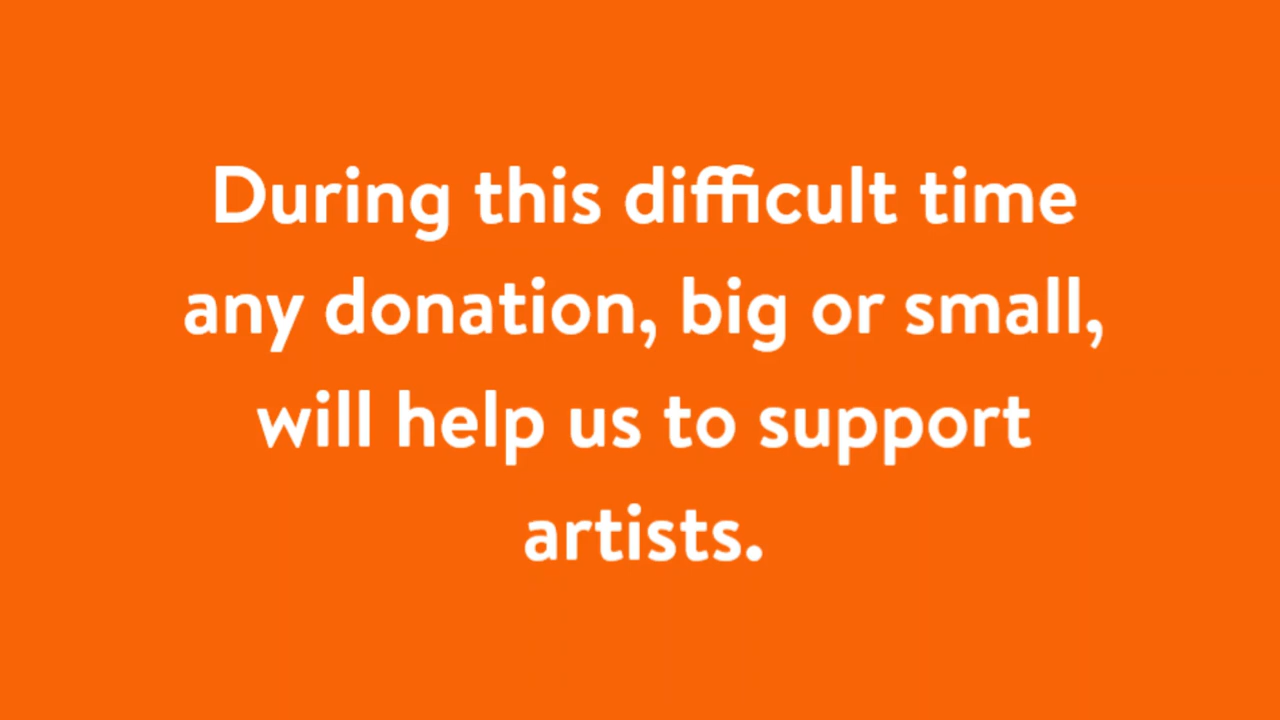 During this difficult time
any donation, big or small,
will help us to support
artists.